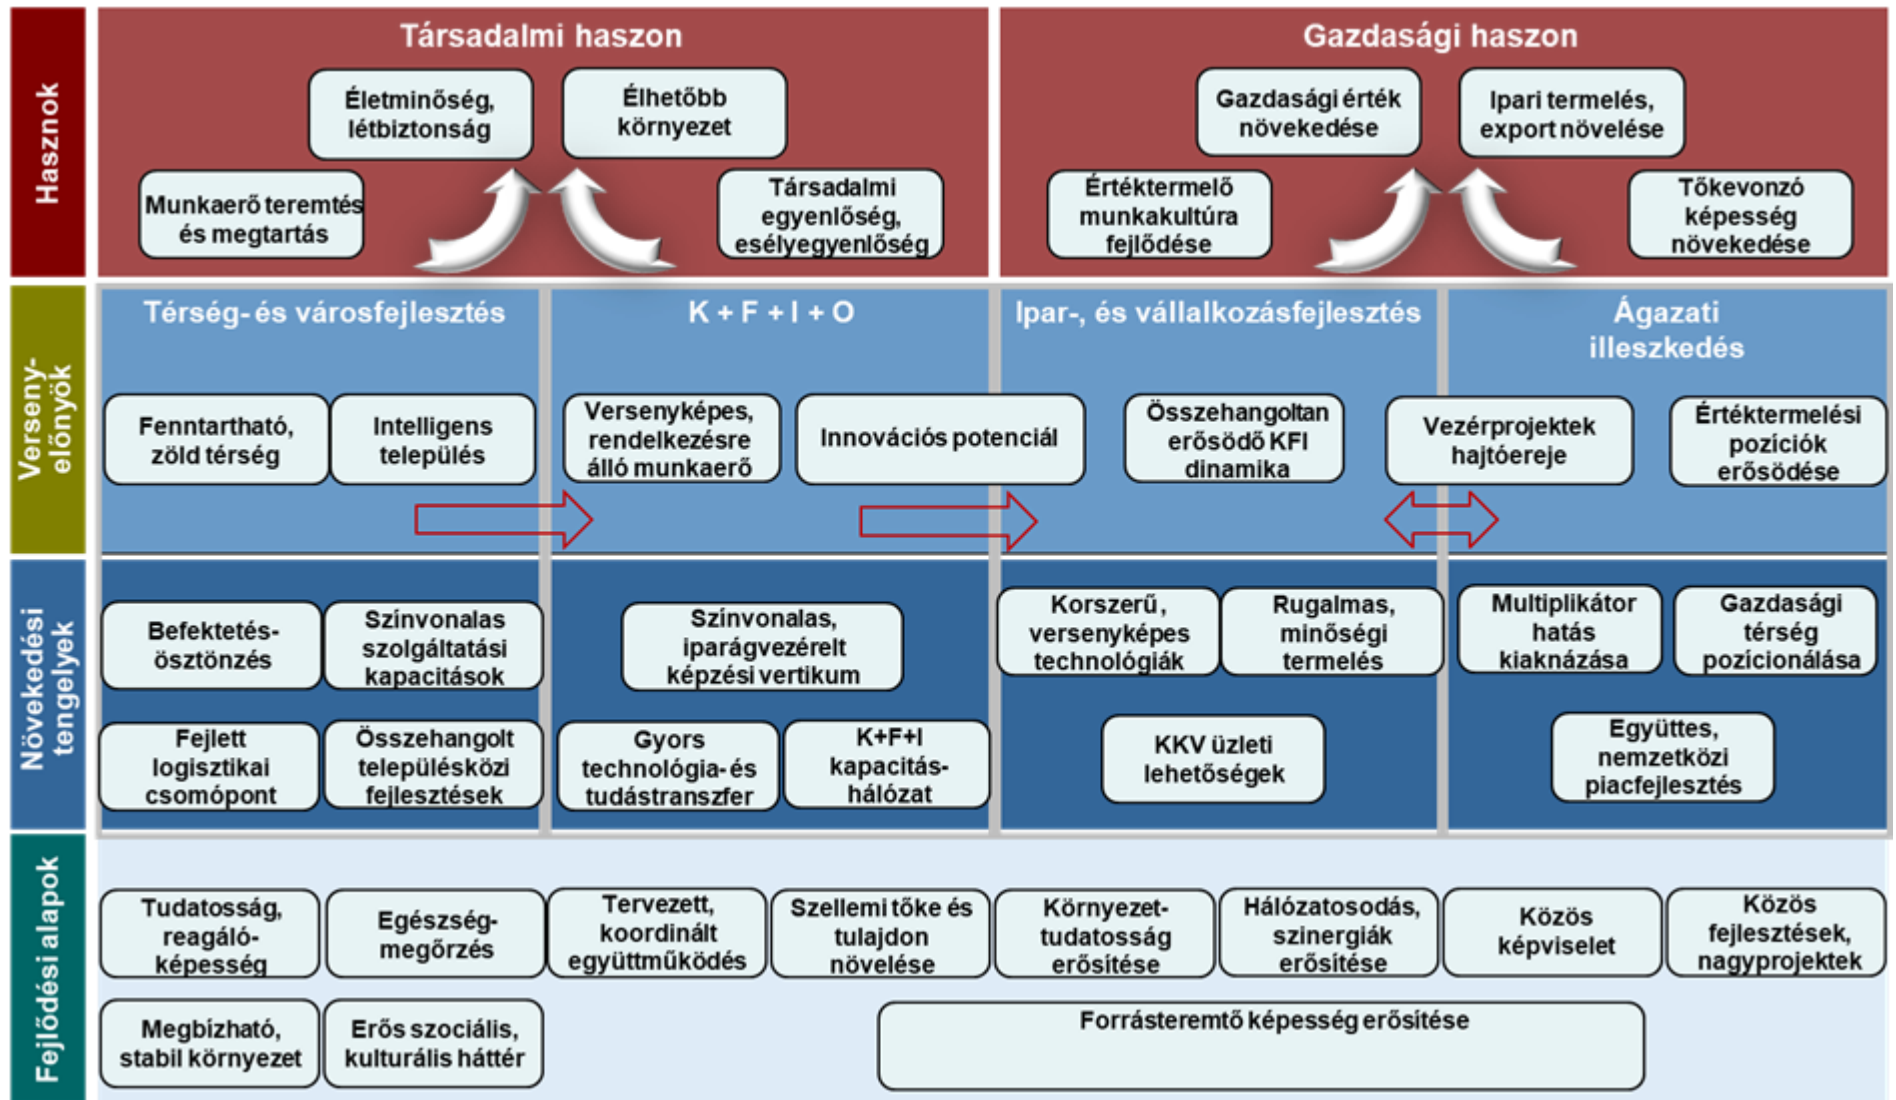 Hasznok
Társadalmi haszon
Életminőség,
létbiztonság
Élhetőbb
környezet
Munkaerő teremtés
és megtartás
Társadalmi
egyenlőség,
esélyegyenlőség
Gazdasági haszon
Gazdasági érték
növekedése
Ipari termelés,
export növelése
Értéktermelő
munkakultúra
fejlődése
Tőkevonzó
képesség
növekedése
Verseny-
előnyök
Térség- és városfejlesztés
Fenntartható,
zöld térség
Intelligens
település
K + F + I + O
Versenyképes,
rendelkezésre
álló munkaerő
Innovációs potenciál
Ipar-, és vállalkozásfejlesztés
Összehangoltan
erősödő KFI
dinamika
Vezérprojektek
hajtóereje
Ágazati
illeszkedés
Értéktermelési
pozíciók
erősödése
Növekedési
tengelyek
Befektetés-
ösztönzés
Színvonalas
szolgáltatási
kapacitások
Fejlett
logisztikai
csomópont
Összehangolt
településközi
fejlesztések
Színvonalas,
iparágvezérelt
képzési vertikum
Gyors
technológia- és
tudástranszfer
K+F+I
kapacitás-
hálózat
Korszerű,
versenyképes
technológiák
Rugalmas,
minőségi
termelés
KKV üzleti
lehetőségek
Multiplikátor
hatás
kiaknázása
Gazdasági
térség
pozícionálása
Együttes,
nemzetközi
piacfejlesztés
Fejlődési alapok
Tudatosság,
reagáló-
képesség
Egészség-
megőrzés
Tervezett,
koordinált
együttműködés
Szellemi tőke és
tulajdon
növelése
Környezet-
tudatosság
erősítése
Hálózatosodás,
szinergiák
erősítése
Közös
képviselet
Közös
fejlesztések,
nagyprojektek
Megbízható,
stabil környezet
Erős szociális,
kulturális háttér
Forrásteremtő képesség erősítése